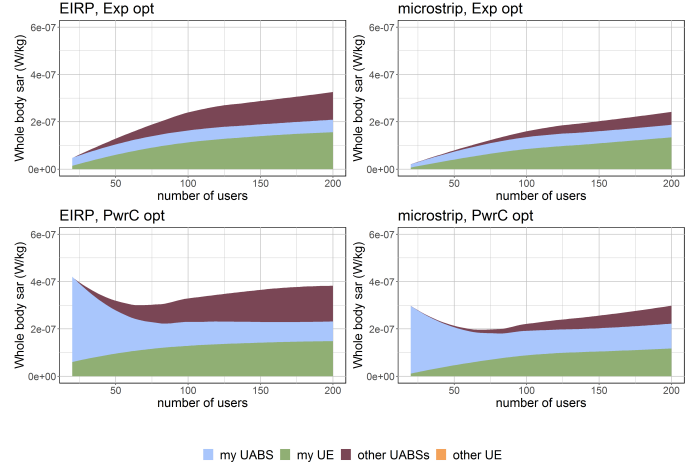 EIRP, Exp opt
microstrip, Exp opt
Whole body sar (W/kg)
6e-07
4e-07
2e-07
0e+00
50
100
150
200
number of users
Whole body sar (W/kg)
6e-07
4e-07
2e-07
0e+00
50
100
150
200
number of users
EIRP, PwrC opt
microstrip, PwrC opt
Whole body sar (W/kg)
6e-07
4e-07
2e-07
0e+00
50
100
150
200
number of users
Whole body sar (W/kg)
6e-07
4e-07
2e-07
0e+00
50
100
150
200
number of users
my UABS my UE other UABSs other UE